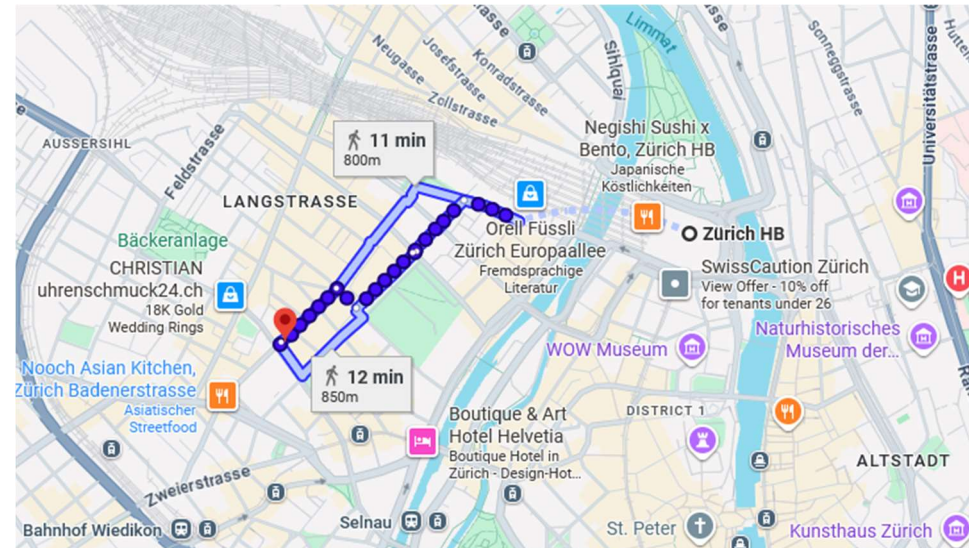 Limmat
Sihlquai
Neugasse
Josefstrasse
Konradstrasse
Zollstrasse
Sonneggstrasse
Universitätstrasse
AUSSERSIHL
Feldstrasse
11 min
800m
Negishi Sushi x
Bento, Zürich HB
Japanische
Köstlichkeiten
LANGSTRASSE
Zürich HB
Orell Füssli
Zürich Europaallee
Fremdsprachige
Literatur
Bäckeranlage
CHRISTIAN
uhrenschmuck24.ch
18K Gold
Wedding Rings
SwissCaution Zürich
View Offer - 10% off
for tenants under 26
H
Naturhistorisches
Museum der...
WOW Museum
Nooch Asian Kitchen,
Zürich Badenerstrasse
Asiatischer
Streetfood
12 min
850m
DISTRICT 1
Boutique & Art
Hotel Helvetia
Boutique Hotel in
Zürich - Design-Hot...
ALTSTADT
Zweierstrasse
Selnau
Bahnhof Wiedikon
St. Peter
Kunsthaus Zürich